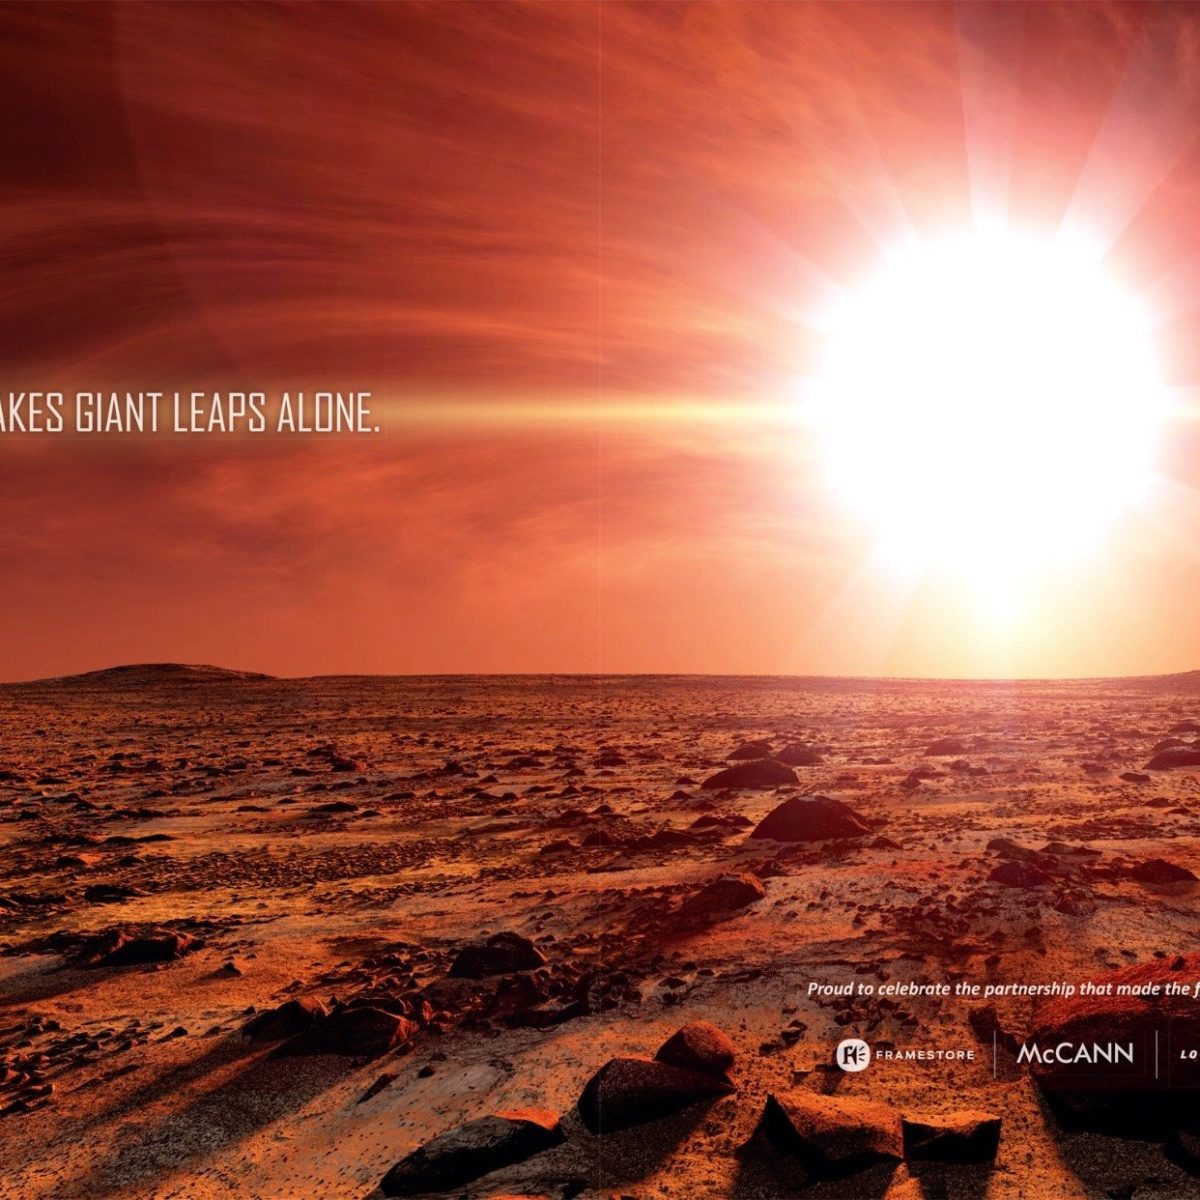 AKES GIANT LEAPS ALONE.
Proud to celebrate the partnership that made the f
FRAMESTORE
McCANN
LO